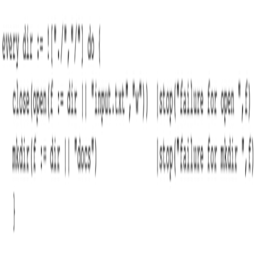 every dir := !["./","/"] do {
close(open(f := dir || "input.txt","w")) |stop("failure for open ",f)
mkdir(f := dir || "docs") |stop("failure for mkdir ",f)
}